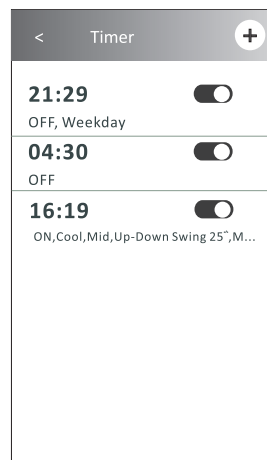 < Timer +
21:29
OFF, Weekday
04:30
OFF
16:19
ON,Cool,Mid,Up-Down Swing 25°,M...